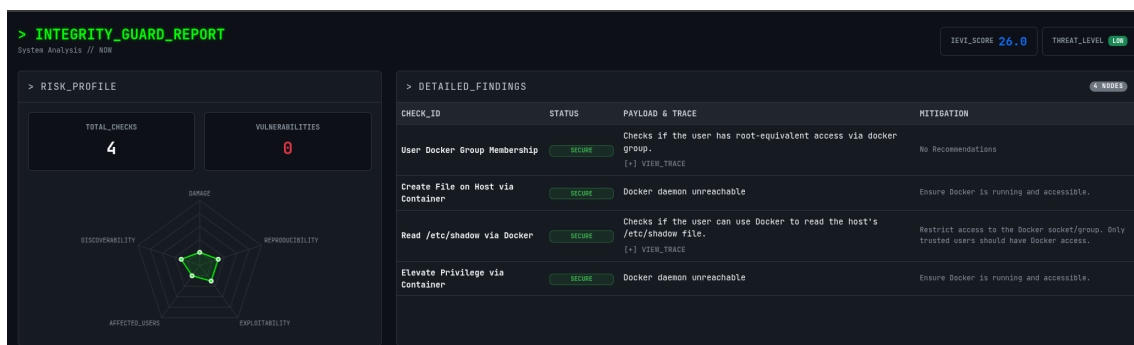 > INTEGRITY_GUARD_REPORT
System Analysis // NOW
IEVI_SCORE 26.0
THREAT_LEVEL LOW
> RISK_PROFILE
TOTAL_CHECKS
4
VULNERABILITIES
0
DAMAGE
REPRODUCIBILITY
EXPLOITABILITY
AFFECTED_USERS
DISCOVERABILITY
> DETAILED_FINDINGS
4 NODES
CHECK_ID STATUS PAYLOAD & TRACE MITIGATION
User Docker Group Membership
SECURE
Checks if the user has root-equivalent access via docker
group.
[+] VIEW_TRACE
No Recommendations
Create File on Host via
Container
SECURE
Docker daemon unreachable
Ensure Docker is running and accessible.
Read /etc/shadow via Docker
SECURE
Checks if the user can use Docker to read the host's
/etc/shadow file.
[+] VIEW_TRACE
Restrict access to the Docker socket/group. Only
trusted users should have Docker access.
Elevate Privilege via
Container
SECURE
Docker daemon unreachable
Ensure Docker is running and accessible.